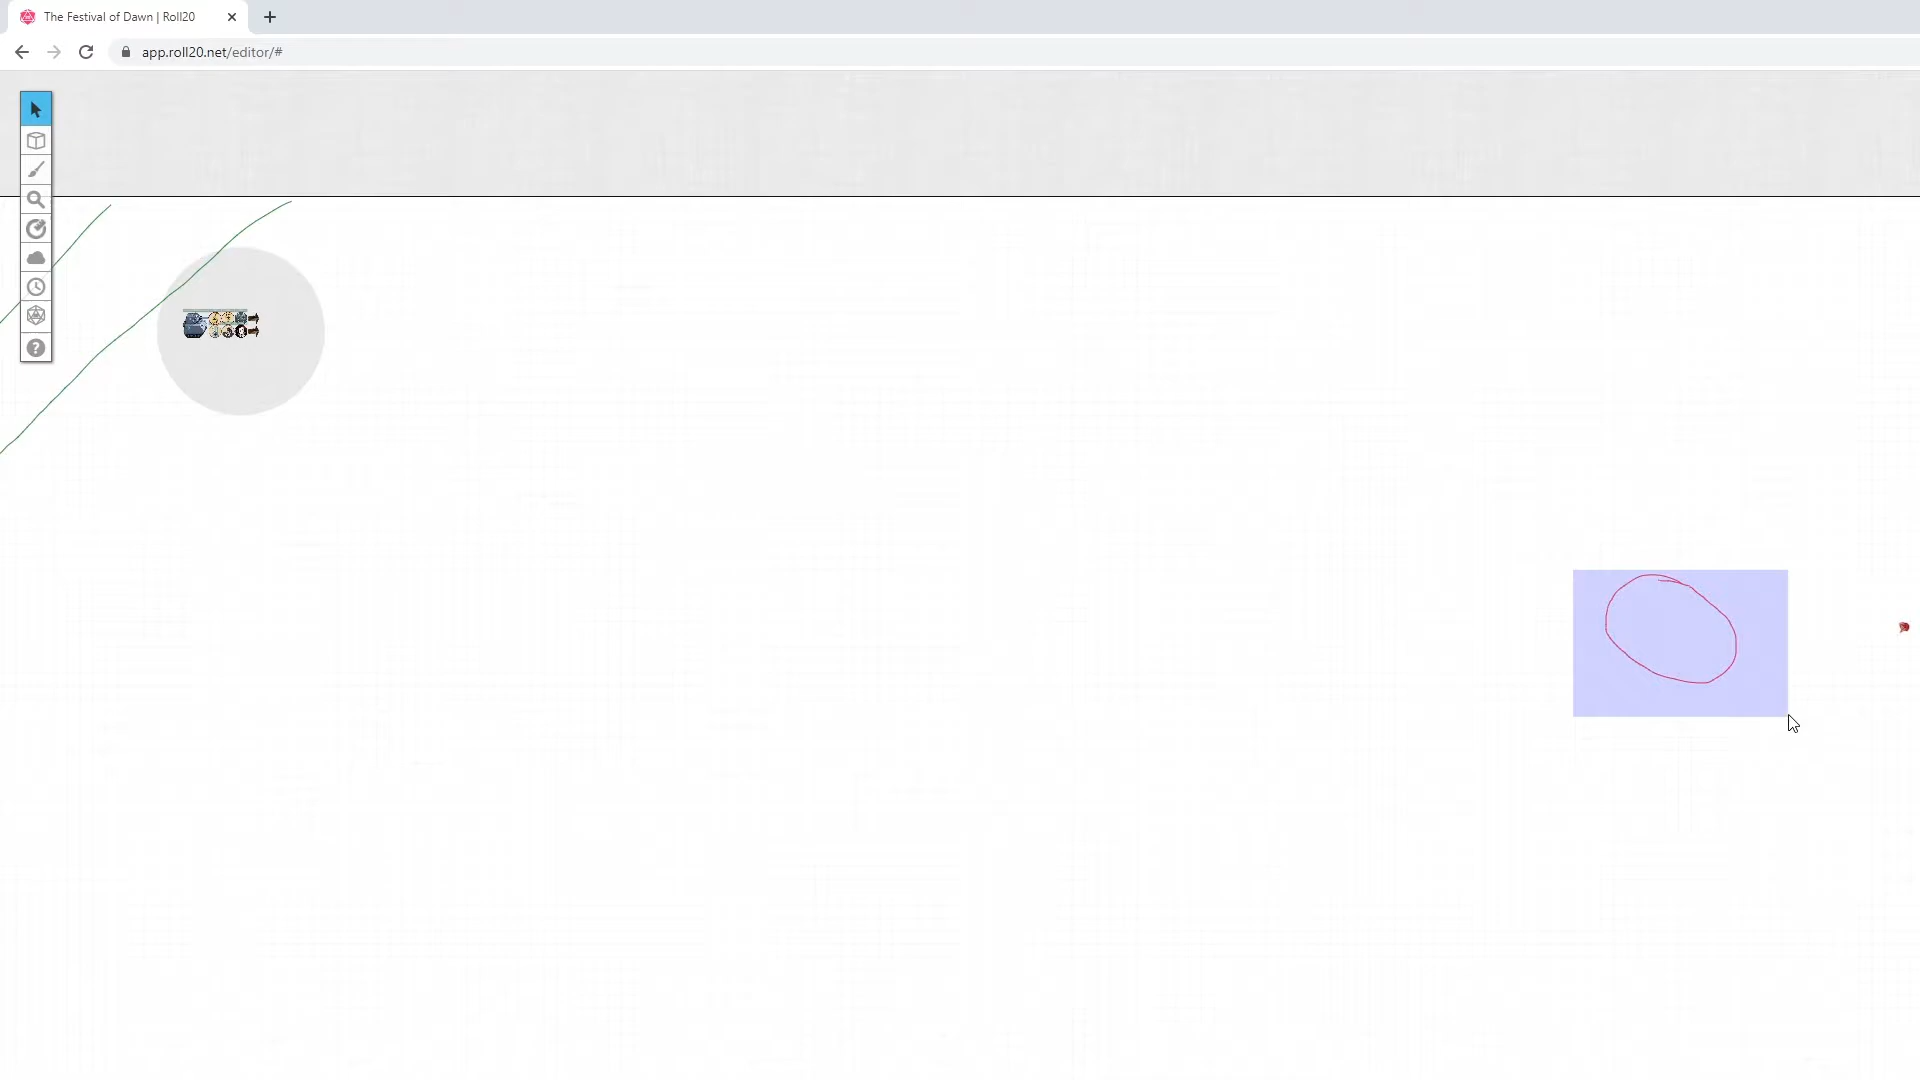 The Festival of Dawn | Roll20
app.roll20.net/editor/#